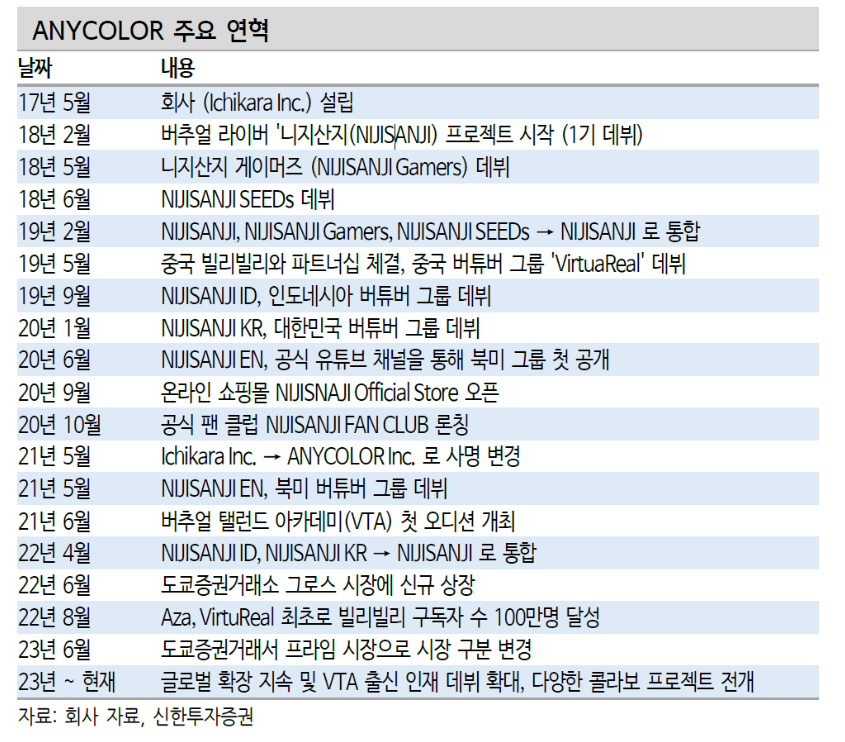 ANYCOLOR 주요 연혁
날짜 내용
17년 5월 회사 (Ichikara Inc.) 설립
18년 2월 버추얼 라이버 '니지산지(NIJISANJI) 프로젝트 시작 (1기 데뷔)
18년 5월 니지산지 게이머즈 (NIJISANJI Gamers) 데뷔
18년 6월 NIJISANJI SEEDs 데뷔
19년 2월 NIJISANJI, NIJISANJI Gamers, NIJISANJI SEEDs → NIJISANJI 로 통합
19년 5월 중국 빌리빌리와 파트너십 체결, 중국 버튜버 그룹 'VirtuaReal' 데뷔
19년 9월 NIJISANJI ID, 인도네시아 버튜버 그룹 데뷔
20년 1월 NIJISANJI KR, 대한민국 버튜버 그룹 데뷔
20년 6월 NIJISANJI EN, 공식 유튜브 채널을 통해 북미 그룹 첫 공개
20년 9월 온라인 쇼핑몰 NIJISNAJI Official Store 오픈
20년 10월 공식 팬 클럽 NIJISANJI FAN CLUB 론칭
21년 5월 Ichikara Inc. → ANYCOLOR Inc. 로 사명 변경
21년 5월 NIJISANJI EN, 북미 버튜버 그룹 데뷔
21년 6월 버추얼 탤런드 아카데미(VTA) 첫 오디션 개최
22년 4월 NIJISANJI ID, NIJISANJI KR → NIJISANJI 로 통합
22년 6월 도쿄증권거래소 그로스 시장에 신규 상장
22년 8월 Aza, VirtuReal 최초로 빌리빌리 구독자 수 100만명 달성
23년 6월 도쿄증권거래서 프라임 시장으로 시장 구분 변경
23년 ~ 현재 글로벌 확장 지속 및 VTA 출신 인재 데뷔 확대, 다양한 콜라보 프로젝트 전개
자료: 회사 자료, 신한투자증권